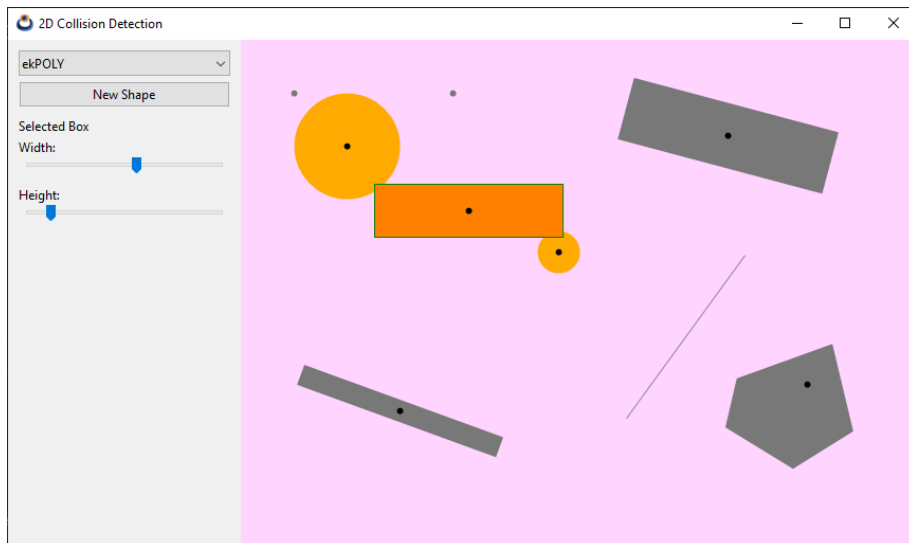 2D Collision Detection
ekPOLY
New Shape
Selected Box
Width:
Height: